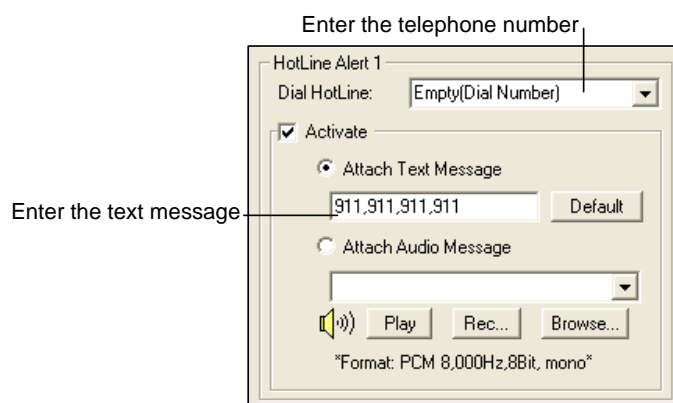 Enter the telephone number
HotLine Alert 1
Dial HotLine: Empty(Dial Number)
Activate
Attach Text Message
Enter the text message 911,911,911,911 Default
Attach Audio Message
Play Rec... Browse...
*Format: PCM 8,000Hz,8Bit, mono*